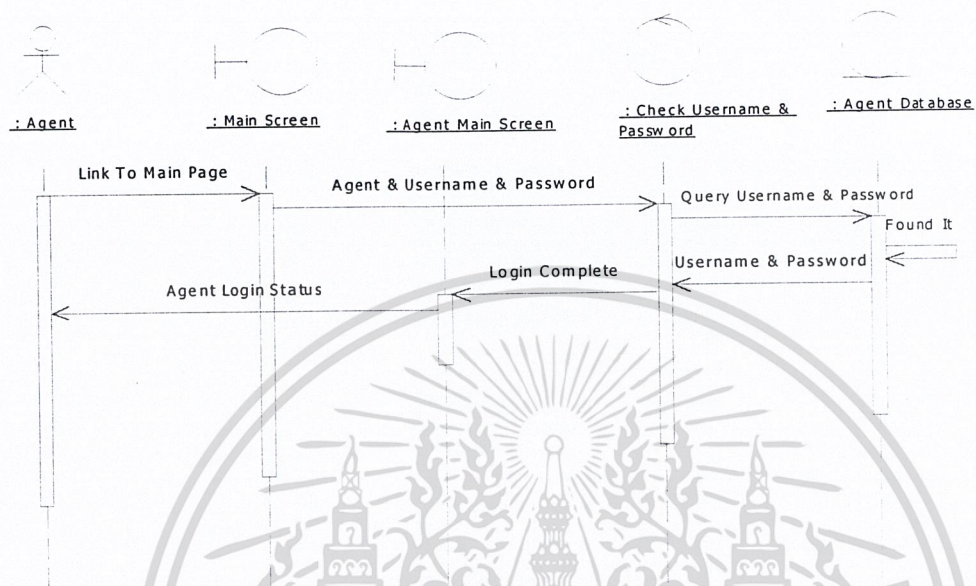 : Agent
: Main Screen
: Agent Main Screen
: Check Username &
Password
: Agent Database
Link To Main Page
Agent & Username & Password
Query Username & Password
Found It
Username & Password
Login Complete
Agent Login Status